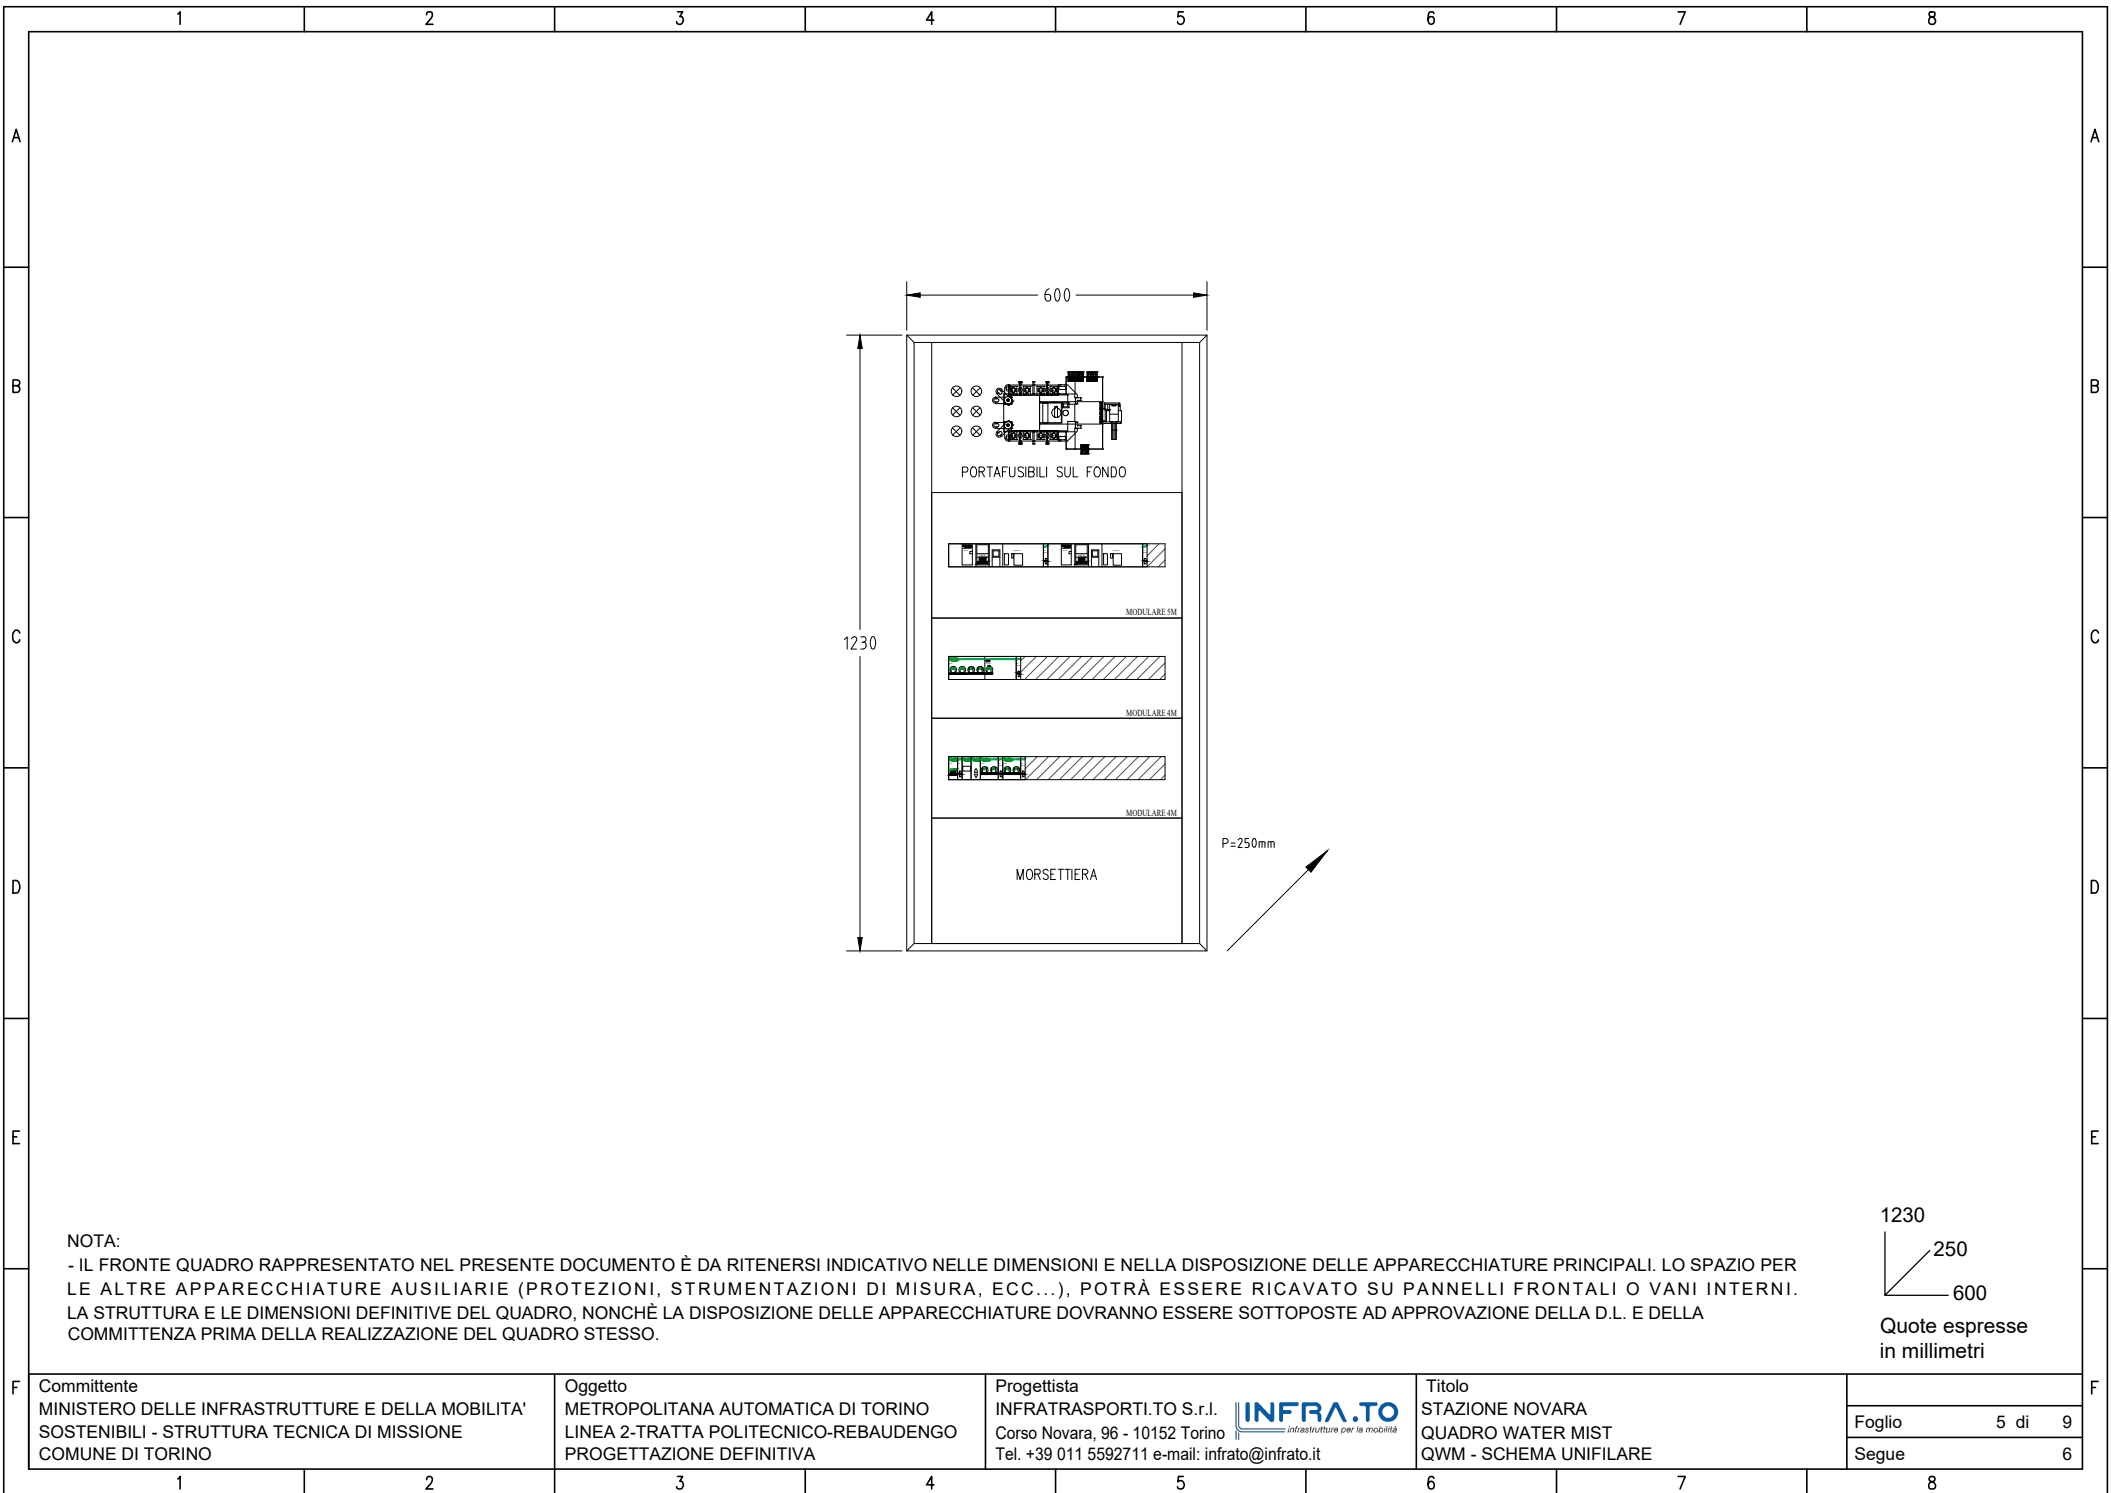 1 2 3 4 5 6 7 8
A A
B B
C C
D D
E E
F F
600
1230
PORTAFUSIBILI SUL FONDO
MODULARE 5M
MODULARE 4M
MODULARE 4M
MORSETTIERA
P=250mm
NOTA:
- IL FRONTE QUADRO RAPPRESENTATO NEL PRESENTE DOCUMENTO È DA RITENERSI INDICATIVO NELLE DIMENSIONI E NELLA DISPOSIZIONE DELLE APPARECCHIATURE PRINCIPALI. LO SPAZIO PER
LE ALTRE APPARECCHIATURE AUSILIARIE (PROTEZIONI, STRUMENTAZIONI DI MISURA, ECC...), POTRÀ ESSERE RICAVATO SU PANNELLI FRONTALI O VANI INTERNI.
LA STRUTTURA E LE DIMENSIONI DEFINITIVE DEL QUADRO, NONCHÈ LA DISPOSIZIONE DELLE APPARECCHIATURE DOVRANNO ESSERE SOTTOPOSTE AD APPROVAZIONE DELLA D.L. E DELLA
COMMITTENZA PRIMA DELLA REALIZZAZIONE DEL QUADRO STESSO.
1230
250
600
Quote espresse
in millimetri
Committente
MINISTERO DELLE INFRASTRUTTURE E DELLA MOBILITA'
SOSTENIBILI - STRUTTURA TECNICA DI MISSIONE
COMUNE DI TORINO
Oggetto
METROPOLITANA AUTOMATICA DI TORINO
LINEA 2-TRATTA POLITECNICO-REBAUDENGO
PROGETTAZIONE DEFINITIVA
Progettista
INFRATRASPORTI.TO S.r.l.
Corso Novara, 96 - 10152 Torino
Tel. +39 011 5592711 e-mail: infrato@infrato.it
INFRA.TO
infrastrutture per la mobilità
Titolo
STAZIONE NOVARA
QUADRO WATER MIST
QWM - SCHEMA UNIFILARE
Foglio 5 di 9
Segue 6
1 2 3 4 5 6 7 8